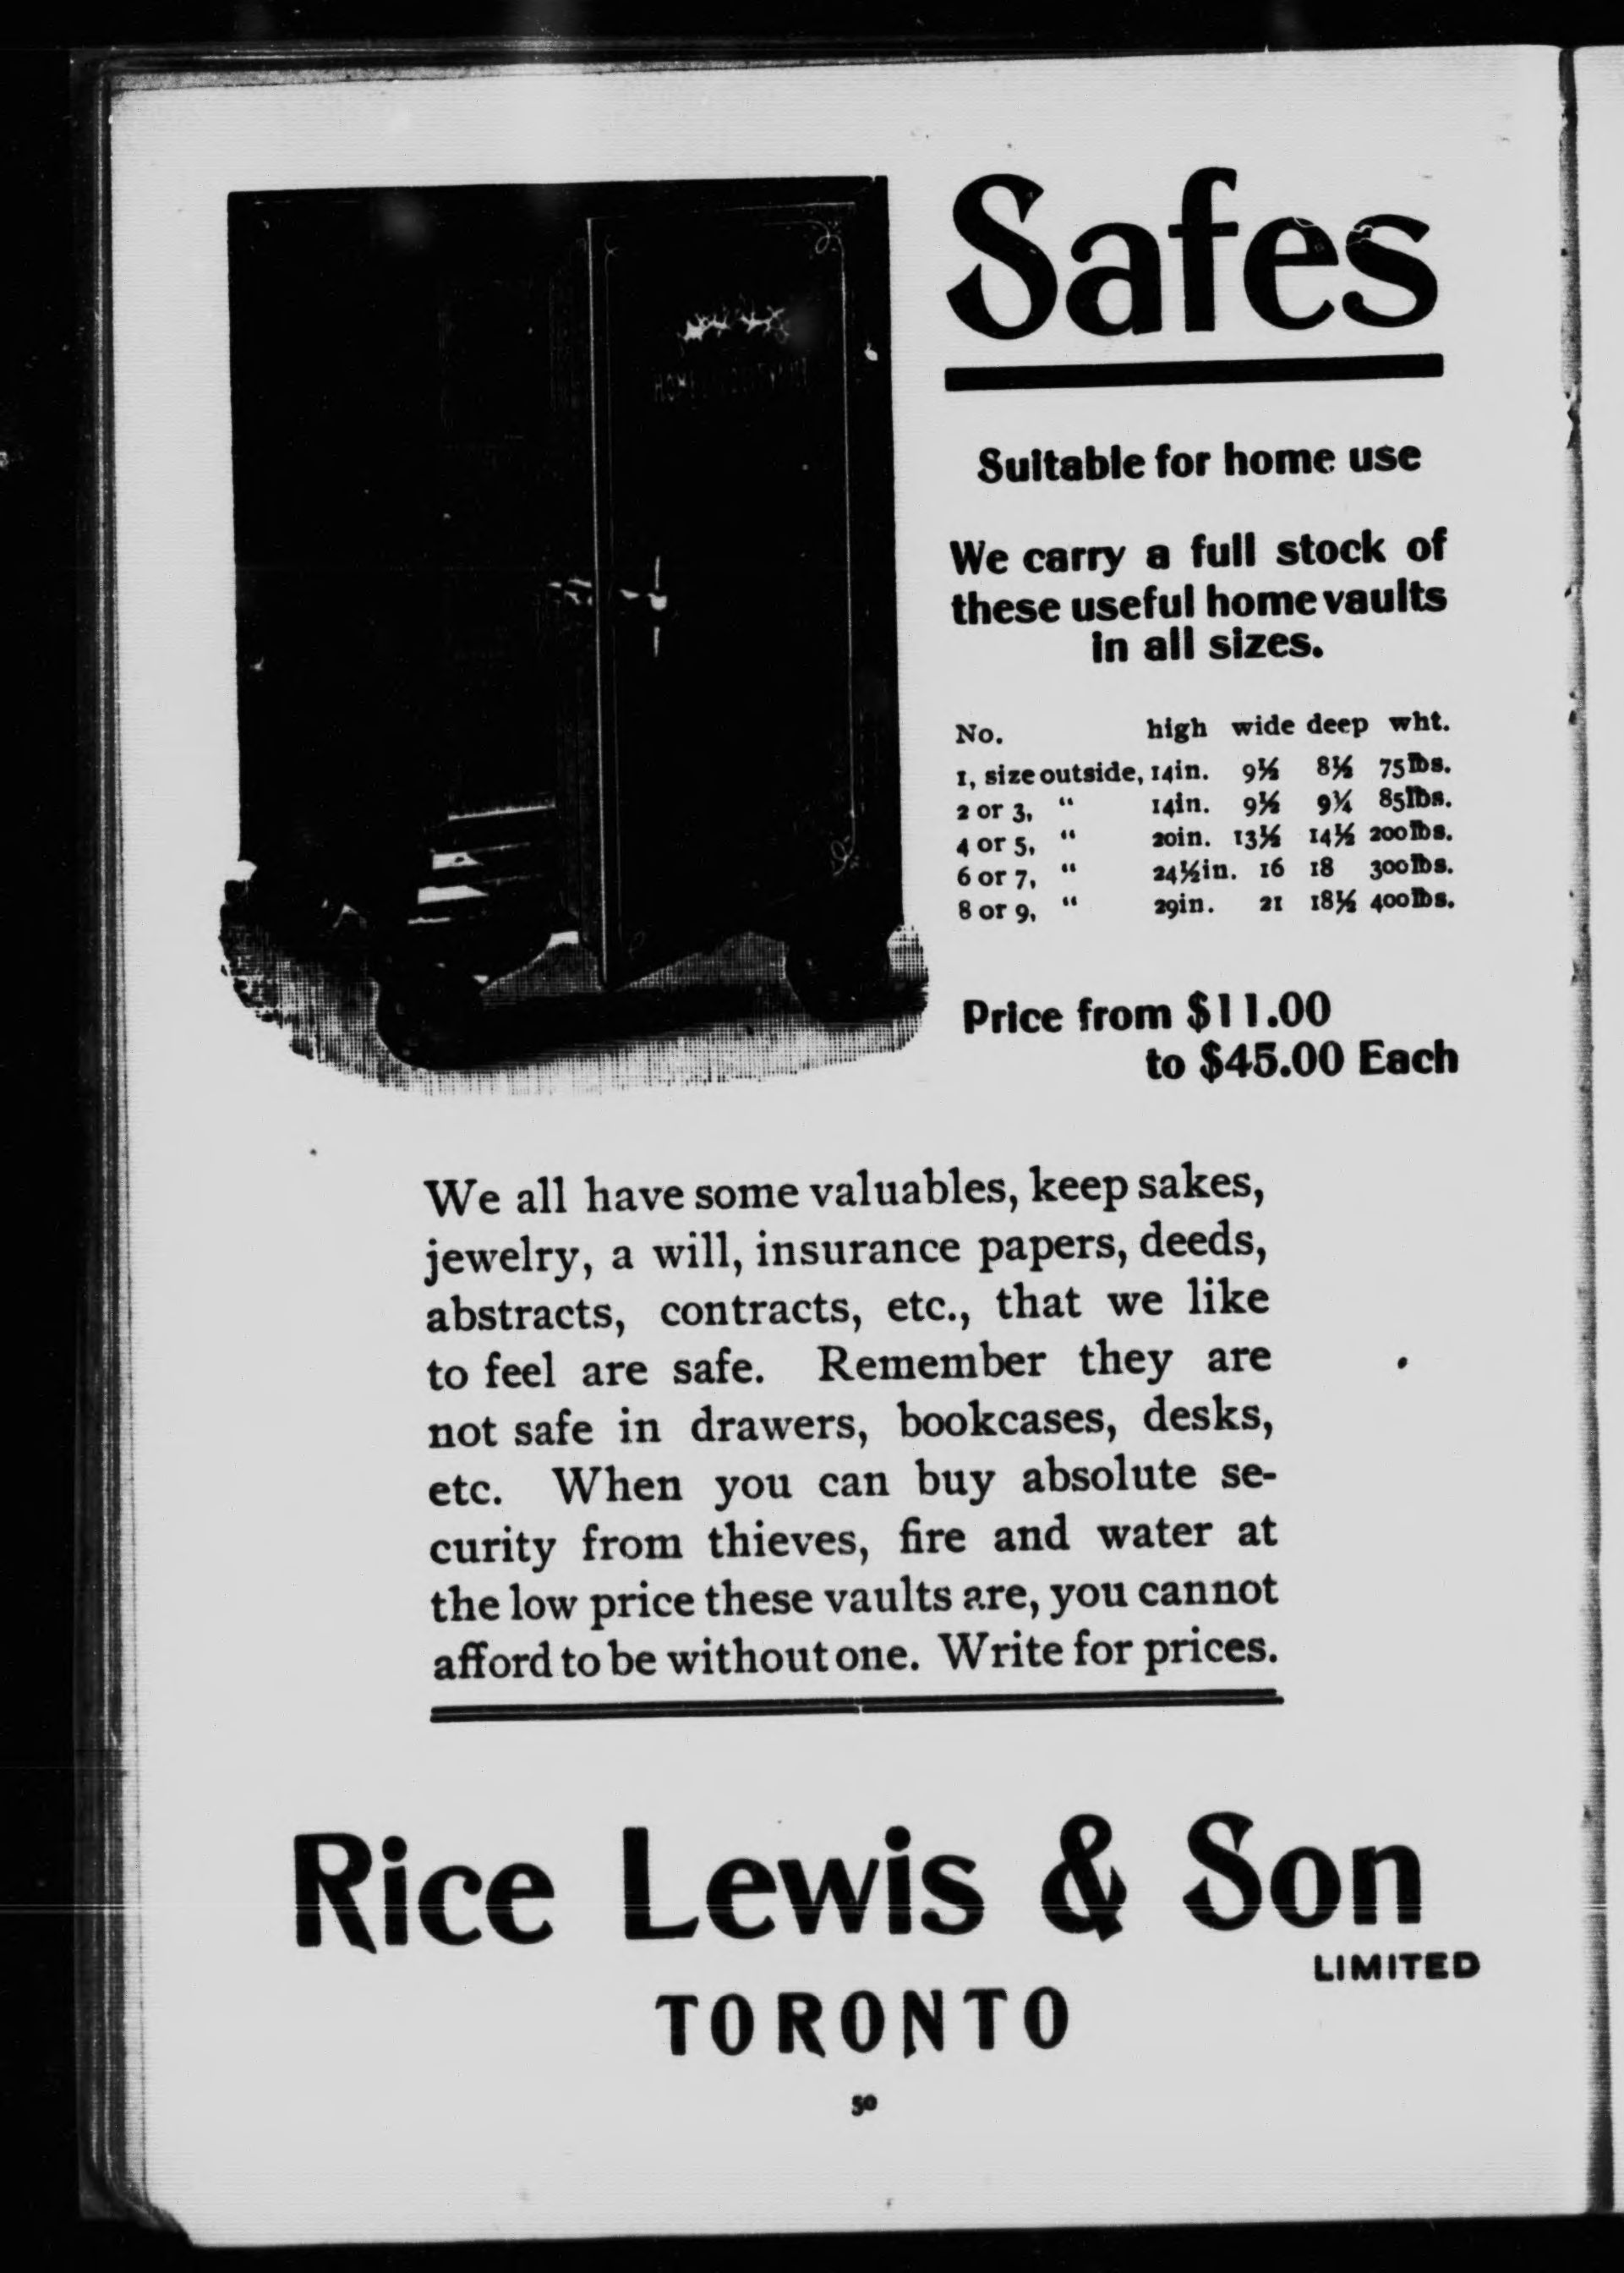 Safes
Suitable for home use
We carry a full stock of
these useful home vaults
in all sizes.
No. high wide deep wht.
1, size outside, 14in. 9½ 8½ 75lbs.
2 or 3, " 14in. 9½ 9¼ 85lbs.
4 or 5, " 20in. 13½ 14½ 200lbs.
6 or 7, " 24½in. 16 18 300lbs.
8 or 9, " 29in. 21 18½ 400lbs.
Price from $11.00
to $45.00 Each
We all have some valuables, keep sakes,
jewelry, a will, insurance papers, deeds,
abstracts, contracts, etc., that we like
to feel are safe. Remember they are
not safe in drawers, bookcases, desks,
etc. When you can buy absolute se-
curity from thieves, fire and water at
the low price these vaults are, you cannot
afford to be without one. Write for prices.
Rice Lewis & Son
LIMITED
TORONTO
50